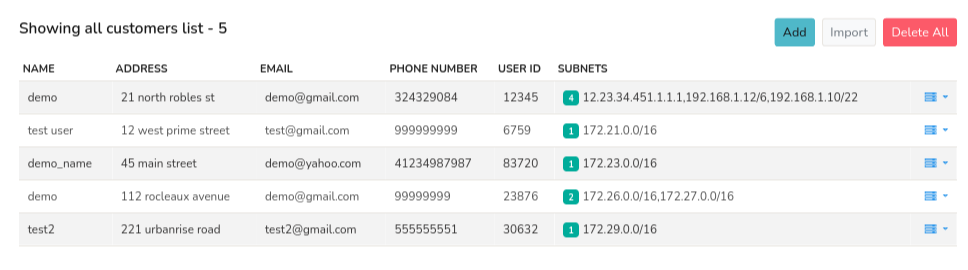 Showing all customers list - 5
Add Import Delete All
NAME ADDRESS EMAIL PHONE NUMBER USER ID SUBNETS
demo 21 north robles st demo@gmail.com 324329084 12345 4 12.23.34.451.1.1.1,192.168.1.12/6,192.168.1.10/22
test user 12 west prime street test@gmail.com 999999999 6759 1 172.21.0.0/16
demo_name 45 main street demo@yahoo.com 41234987987 83720 1 172.23.0.0/16
demo 112 rocleaux avenue demo@gmail.com 99999999 23876 2 172.26.0.0/16,172.27.0.0/16
test2 221 urbanrise road test2@gmail.com 555555551 30632 1 172.29.0.0/16